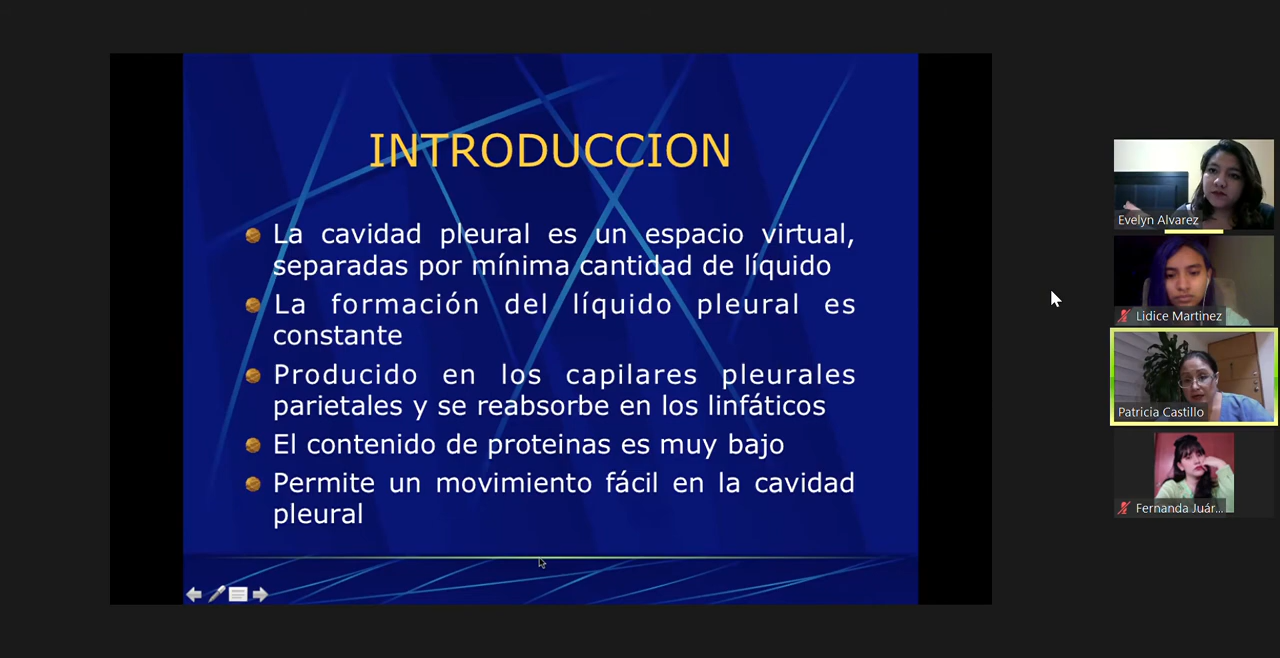 INTRODUCCION
La cavidad pleural es un espacio virtual,
separadas por mínima cantidad de líquido
La formación del líquido pleural es
constante
Producido en los capilares pleurales
parietales y se reabsorbe en los linfáticos
El contenido de proteinas es muy bajo
Permite un movimiento fácil en la cavidad
pleural
Evelyn Alvarez
Lidice Martinez
Patricia Castillo
Fernanda Juár...